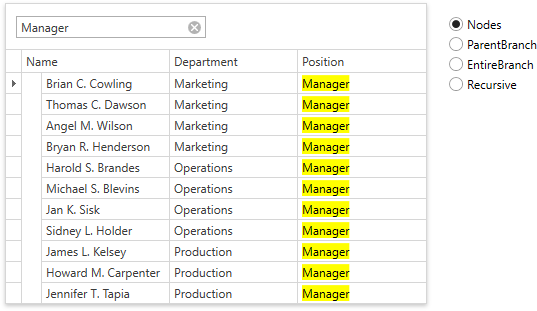 Manager
Nodes
ParentBranch
EntireBranch
Recursive
Name Department Position
Brian C. Cowling Marketing Manager
Thomas C. Dawson Marketing Manager
Angel M. Wilson Marketing Manager
Bryan R. Henderson Marketing Manager
Harold S. Brandes Operations Manager
Michael S. Blevins Operations Manager
Jan K. Sisk Operations Manager
Sidney L. Holder Operations Manager
James L. Kelsey Production Manager
Howard M. Carpenter Production Manager
Jennifer T. Tapia Production Manager